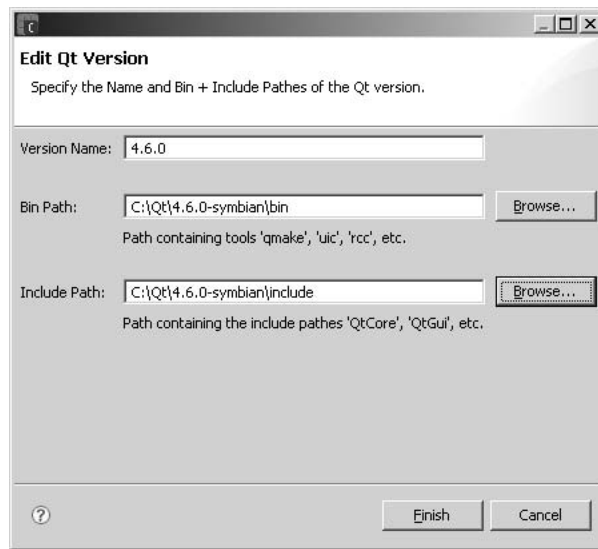 Edit Qt Version
Specify the Name and Bin + Include Pathes of the Qt version.
Version Name: 4.6.0
Bin Path: C:\Qt\4.6.0-symbian\bin Browse...
Path containing tools 'qmake', 'uic', 'rcc', etc.
Include Path: C:\Qt\4.6.0-symbian\include Browse...
Path containing the include pathes 'QtCore', 'QtGui', etc.
? Finish Cancel